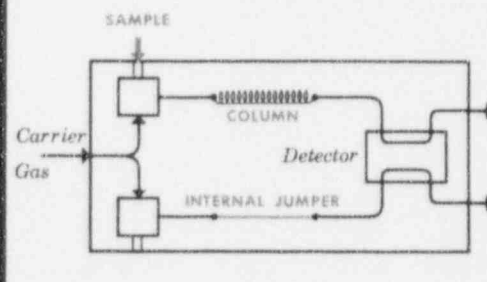 SAMPLE
COLUMN
Carrier
Gas
Detector
INTERNAL JUMPER